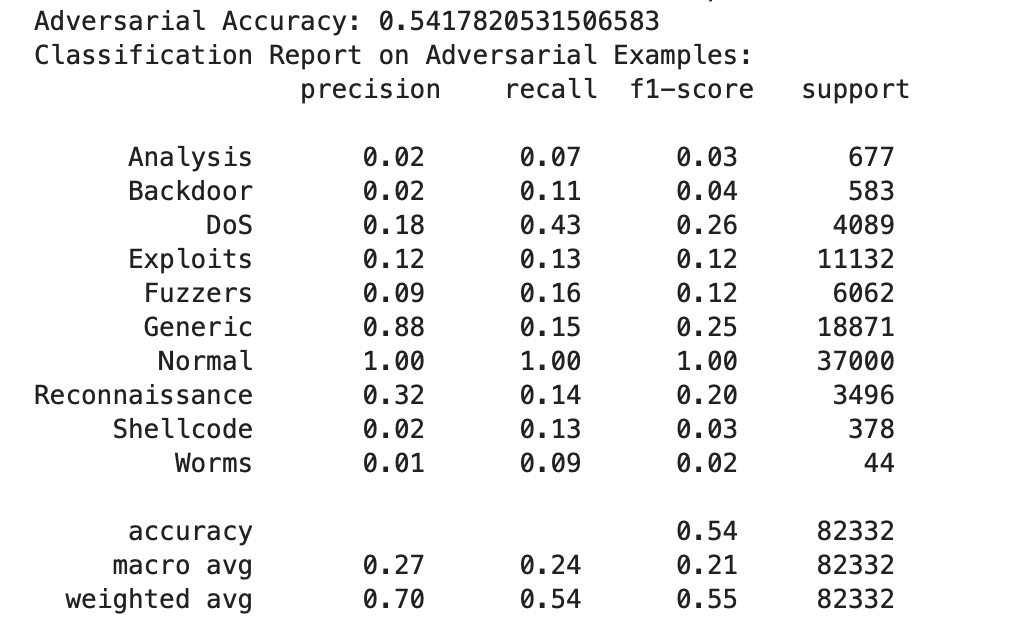 Adversarial Accuracy: 0.5417820531506583
Classification Report on Adversarial Examples:
precision recall f1-score support
Analysis 0.02 0.07 0.03 677
Backdoor 0.02 0.11 0.04 583
DoS 0.18 0.43 0.26 4089
Exploits 0.12 0.13 0.12 11132
Fuzzers 0.09 0.16 0.12 6062
Generic 0.88 0.15 0.25 18871
Normal 1.00 1.00 1.00 37000
Reconnaissance 0.32 0.14 0.20 3496
Shellcode 0.02 0.13 0.03 378
Worms 0.01 0.09 0.02 44
accuracy 0.54 82332
macro avg 0.27 0.24 0.21 82332
weighted avg 0.70 0.54 0.55 82332